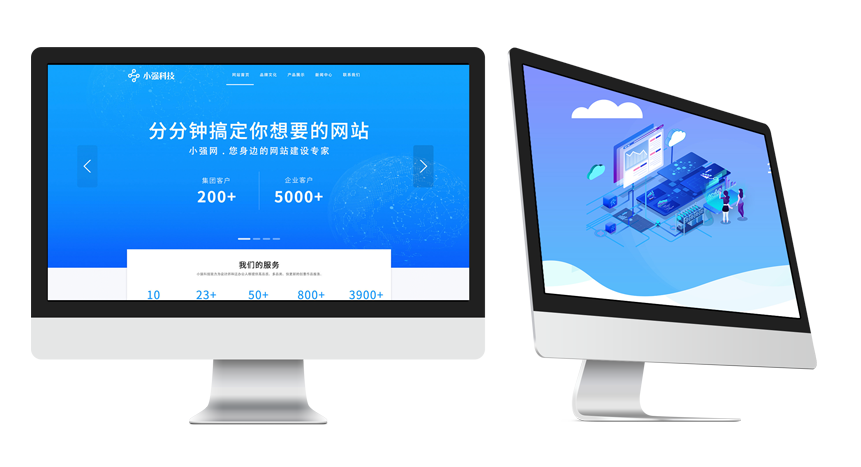 小强科技
网站首页 品牌文化 产品展示 新闻中心 联系我们
分分钟搞定你想要的网站
小强网．您身边的网站建设专家
集团客户 企业客户
200+ 5000+
我们的服务
10 23+ 50+ 800+ 3900+